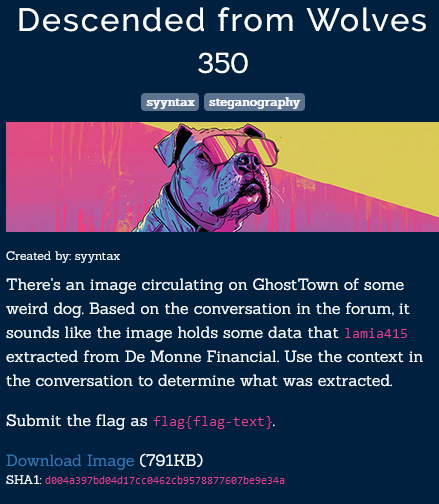 Descended from Wolves
350
syyntax steganography
Created by: syyntax
There's an image circulating on GhostTown of some
weird dog. Based on the conversation in the forum, it
sounds like the image holds some data that lamia415
extracted from De Monne Financial. Use the context in
the conversation to determine what was extracted.
Submit the flag as flag{flag-text}.
Download Image (791KB)
SHA1: d004a397bd04d17cc0462cb9578877607be9e34a